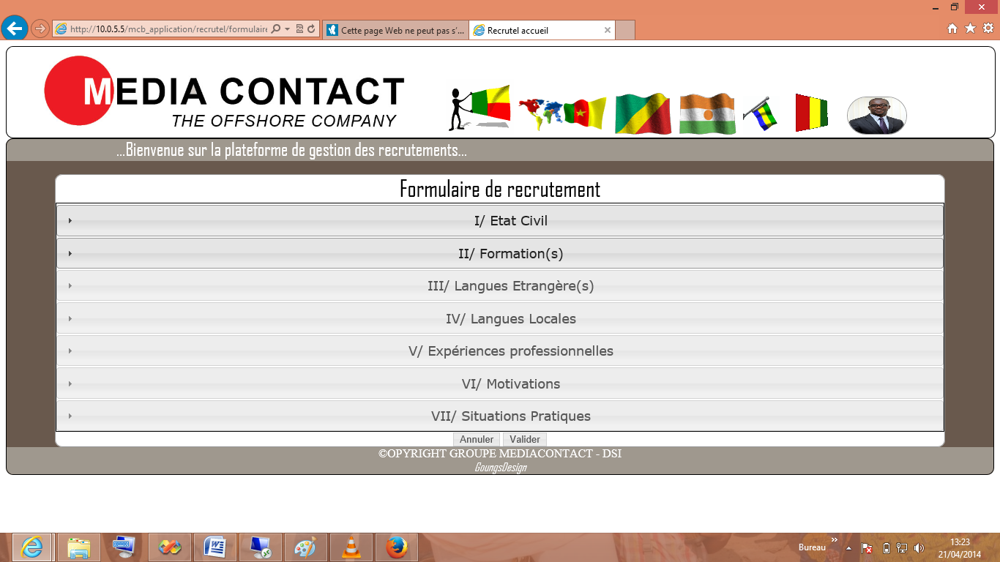 http://10.0.5.5/mcb_application/recrutel/formulaire
Cette page Web ne peut pas s'...
Recrutel accueil
MEDIA CONTACT
THE OFFSHORE COMPANY
...Bienvenue sur la plateforme de gestion des recrutements...
Formulaire de recrutement
I/ Etat Civil
II/ Formation(s)
III/ Langues Etrangère(s)
IV/ Langues Locales
V/ Expériences professionnelles
VI/ Motivations
VII/ Situations Pratiques
Annuler Valider
©OPYRIGHT GROUPE MEDIACONTACT - DSI
GoungsDesign
Bureau
13:23
21/04/2014